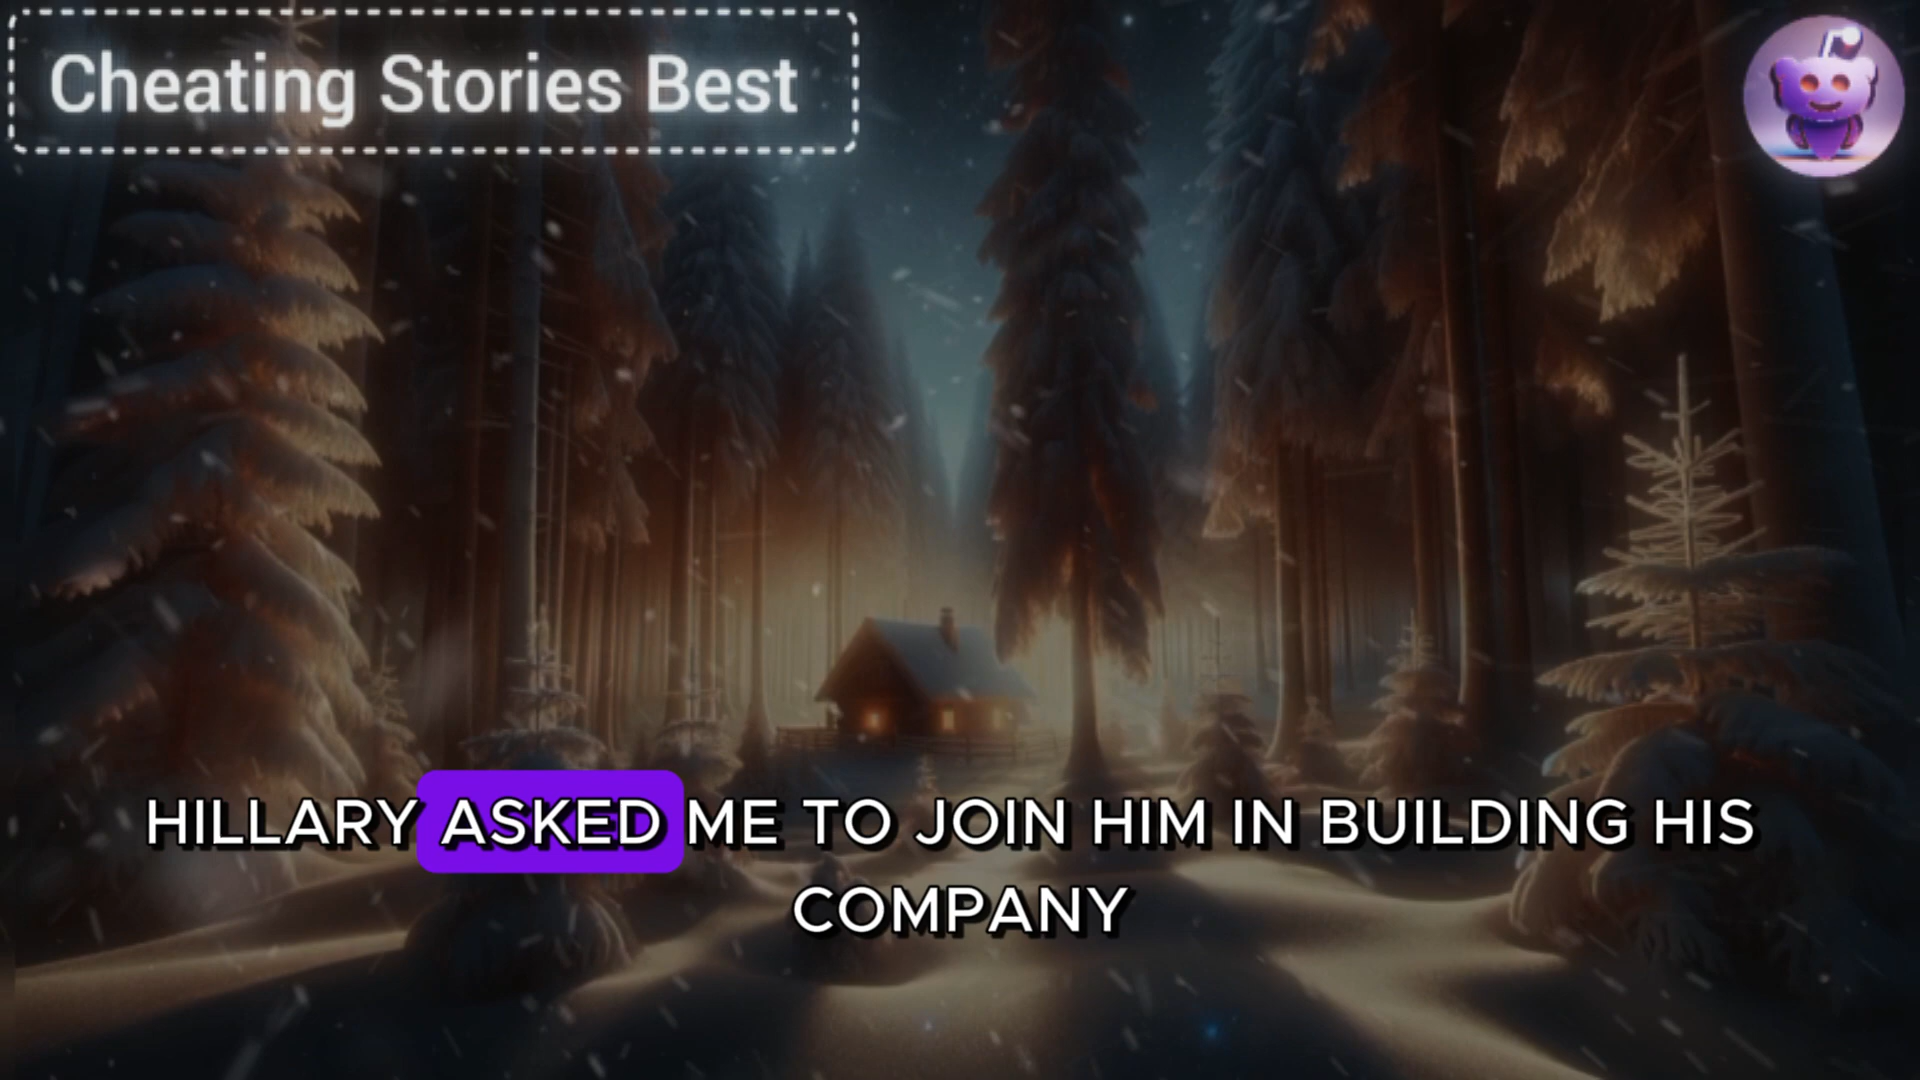 Cheating Stories Best
HILLARY ASKED ME TO JOIN HIM IN BUILDING HIS
COMPANY